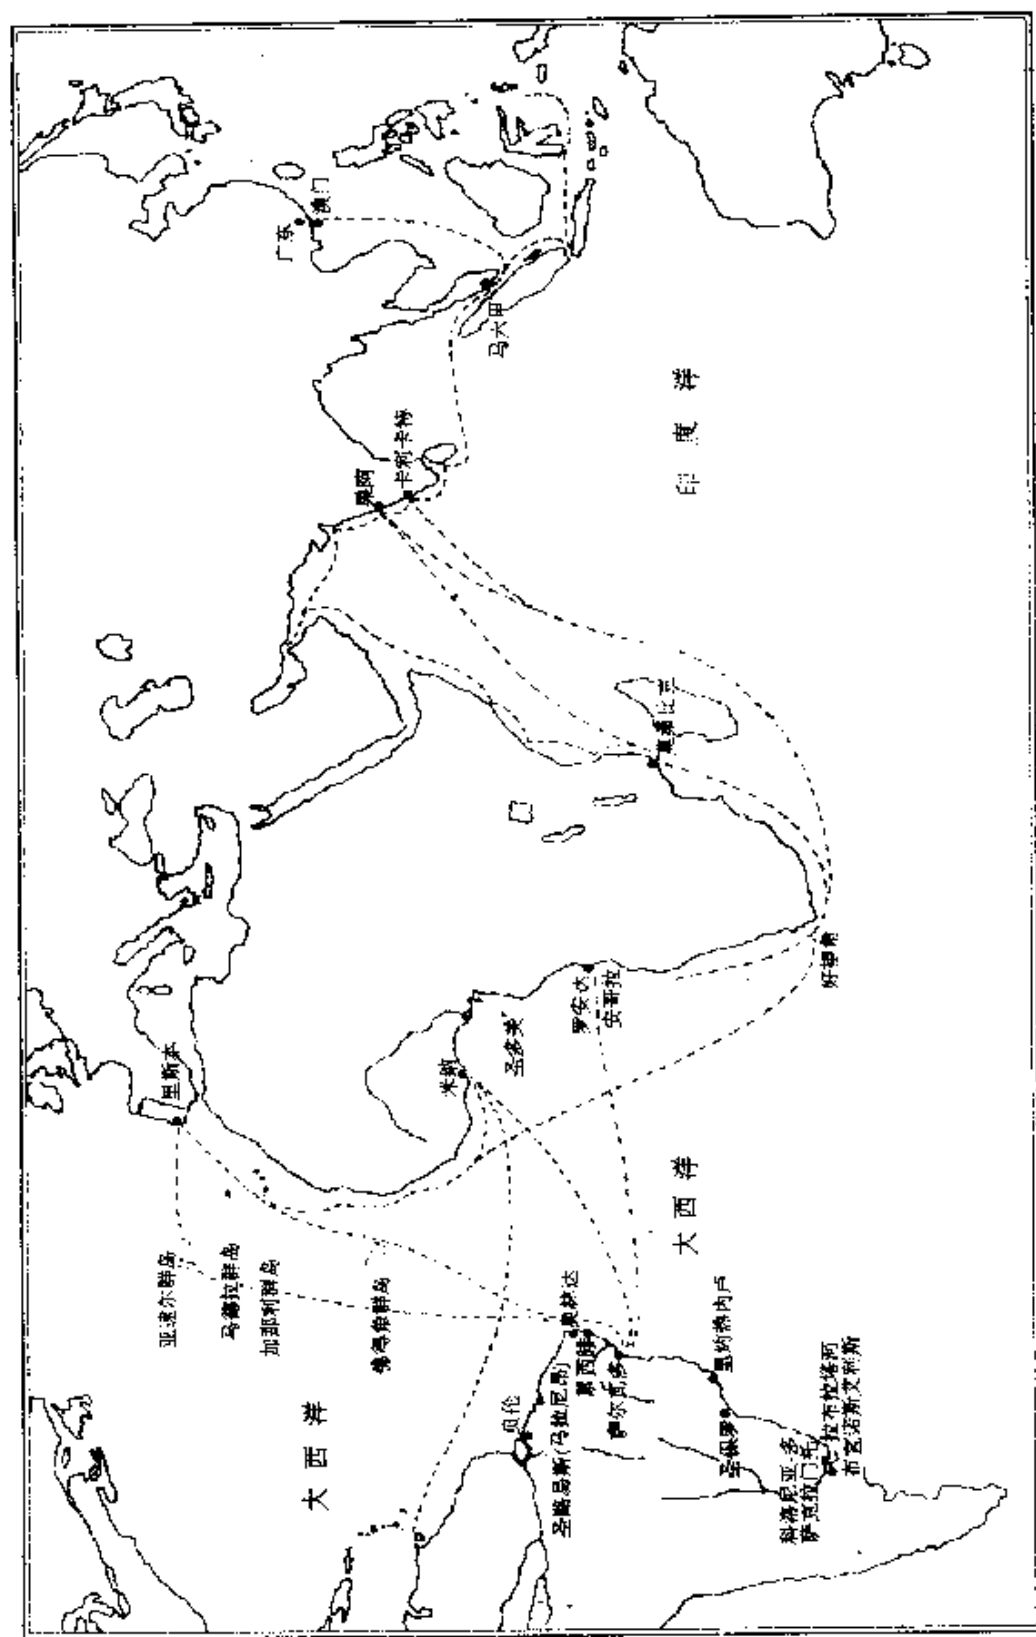 广东
澳门
马六甲
果阿
卡利卡特
印度洋
莫桑比克
好望角
里斯本
米纳
圣多美
罗安达
安哥拉
大西洋
亚速尔群岛
马德拉群岛
加那利群岛
佛得角群岛
大西洋
贝伦
圣路易斯(马拉尼昂)
奥林达
累西腓
萨尔瓦多
里约热内卢
圣保罗
科洛尼亚·多
萨克拉门托
拉布拉塔河
布宜诺斯艾利斯